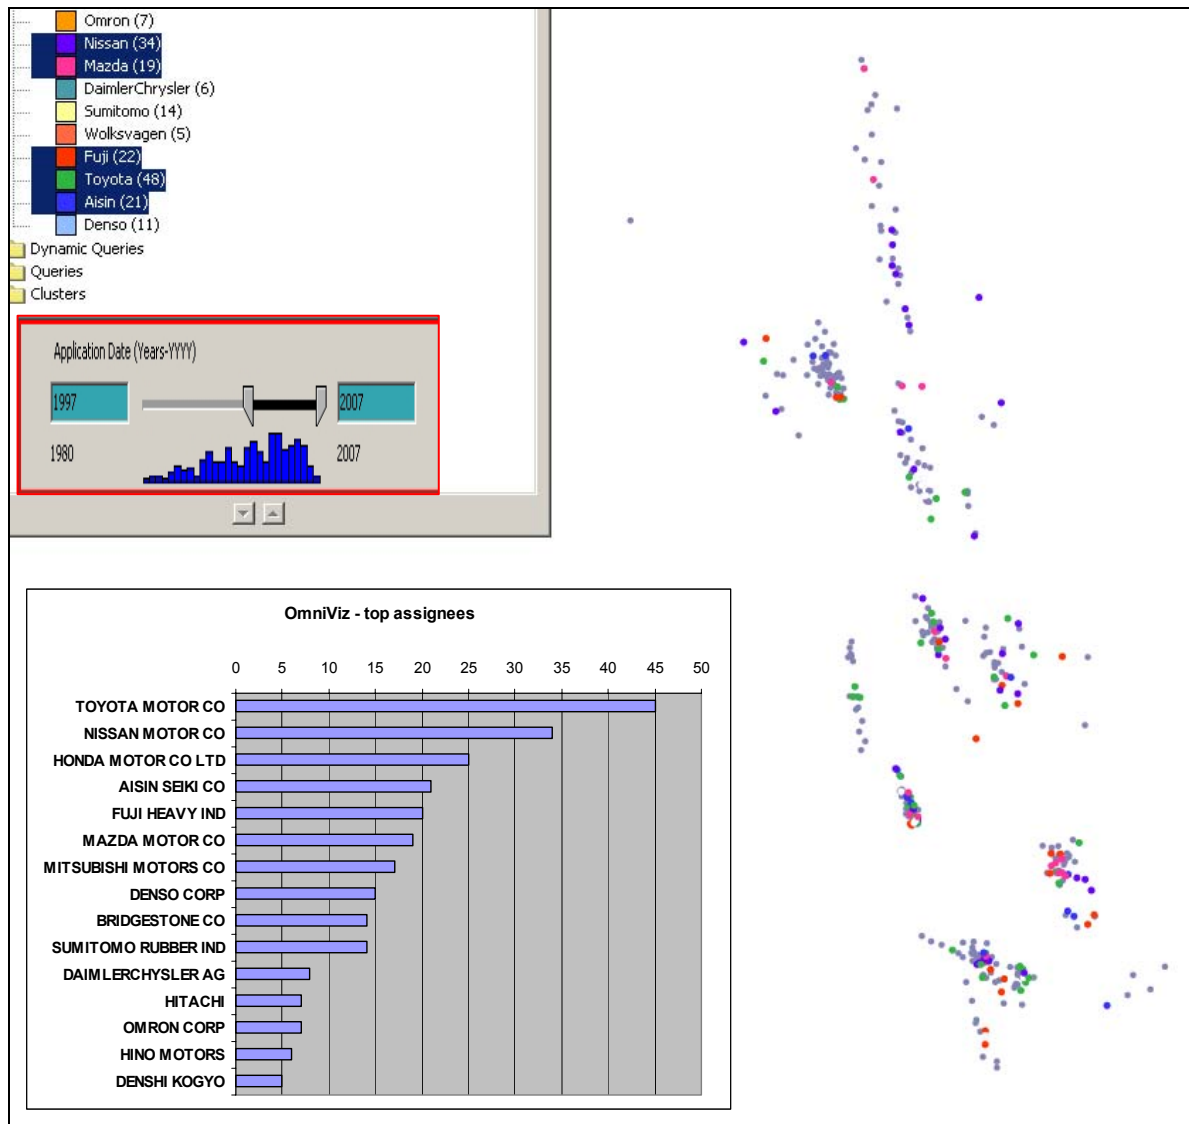 Omron (7)
Nissan (34)
Mazda (19)
DaimlerChrysler (6)
Sumitomo (14)
Wolksvagen (5)
Fuji (22)
Toyota (48)
Aisin (21)
Denso (11)
Dynamic Queries
Queries
Clusters
Application Date (Years-YYYY)
1997 2007
1980 2007
OmniViz - top assignees
0 5 10 15 20 25 30 35 40 45 50
TOYOTA MOTOR CO
NISSAN MOTOR CO
HONDA MOTOR CO LTD
AISIN SEIKI CO
FUJI HEAVY IND
MAZDA MOTOR CO
MITSUBISHI MOTORS CO
DENSO CORP
BRIDGESTONE CO
SUMITOMO RUBBER IND
DAIMLERCHYSLER AG
HITACHI
OMRON CORP
HINO MOTORS
DENSHI KOGYO